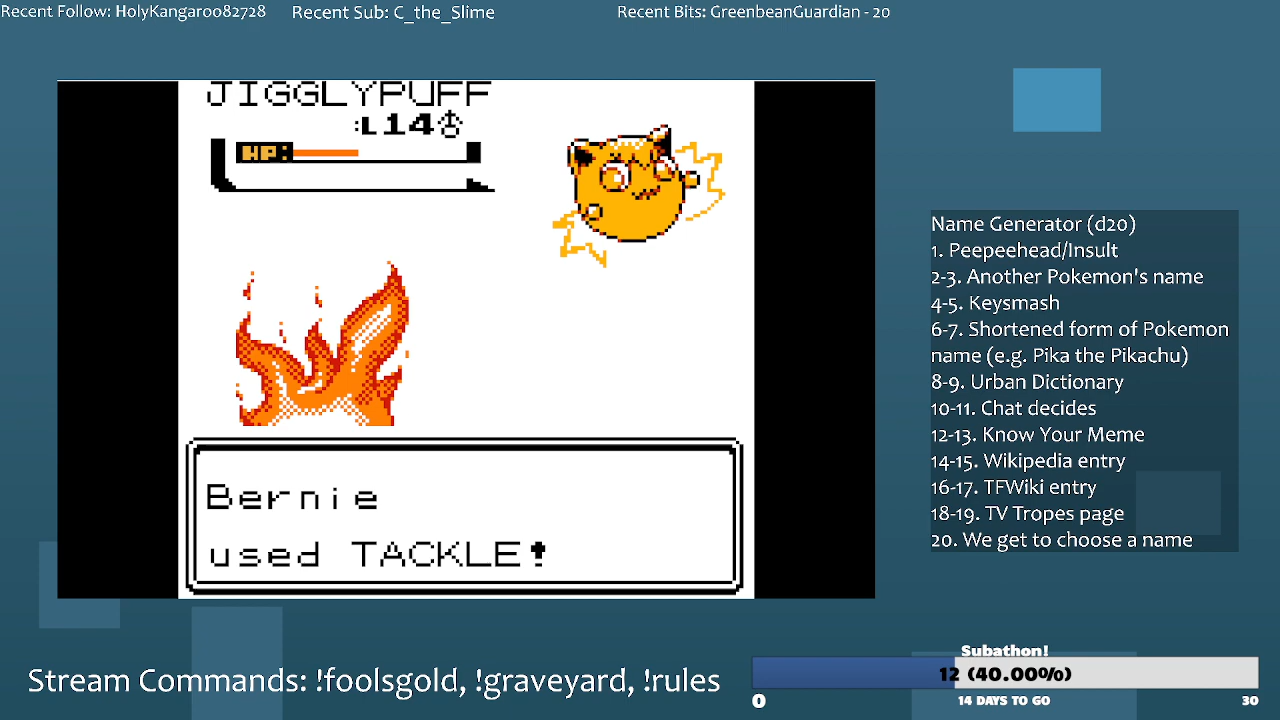 Recent Follow: HolyKangaroo82728
Recent Sub: C_the_Slime
Recent Bits: GreenbeanGuardian - 20
JIGGLYPUFF
:L14♂
HP:
Bernie
used TACKLE!
Name Generator (d20)
1. Peepeehead/Insult
2-3. Another Pokemon's name
4-5. Keysmash
6-7. Shortened form of Pokemon
name (e.g. Pika the Pikachu)
8-9. Urban Dictionary
10-11. Chat decides
12-13. Know Your Meme
14-15. Wikipedia entry
16-17. TFWiki entry
18-19. TV Tropes page
20. We get to choose a name
Stream Commands: !foolsgold, !graveyard, !rules
Subathon!
12 (40.00%)
0
14 DAYS TO GO
30